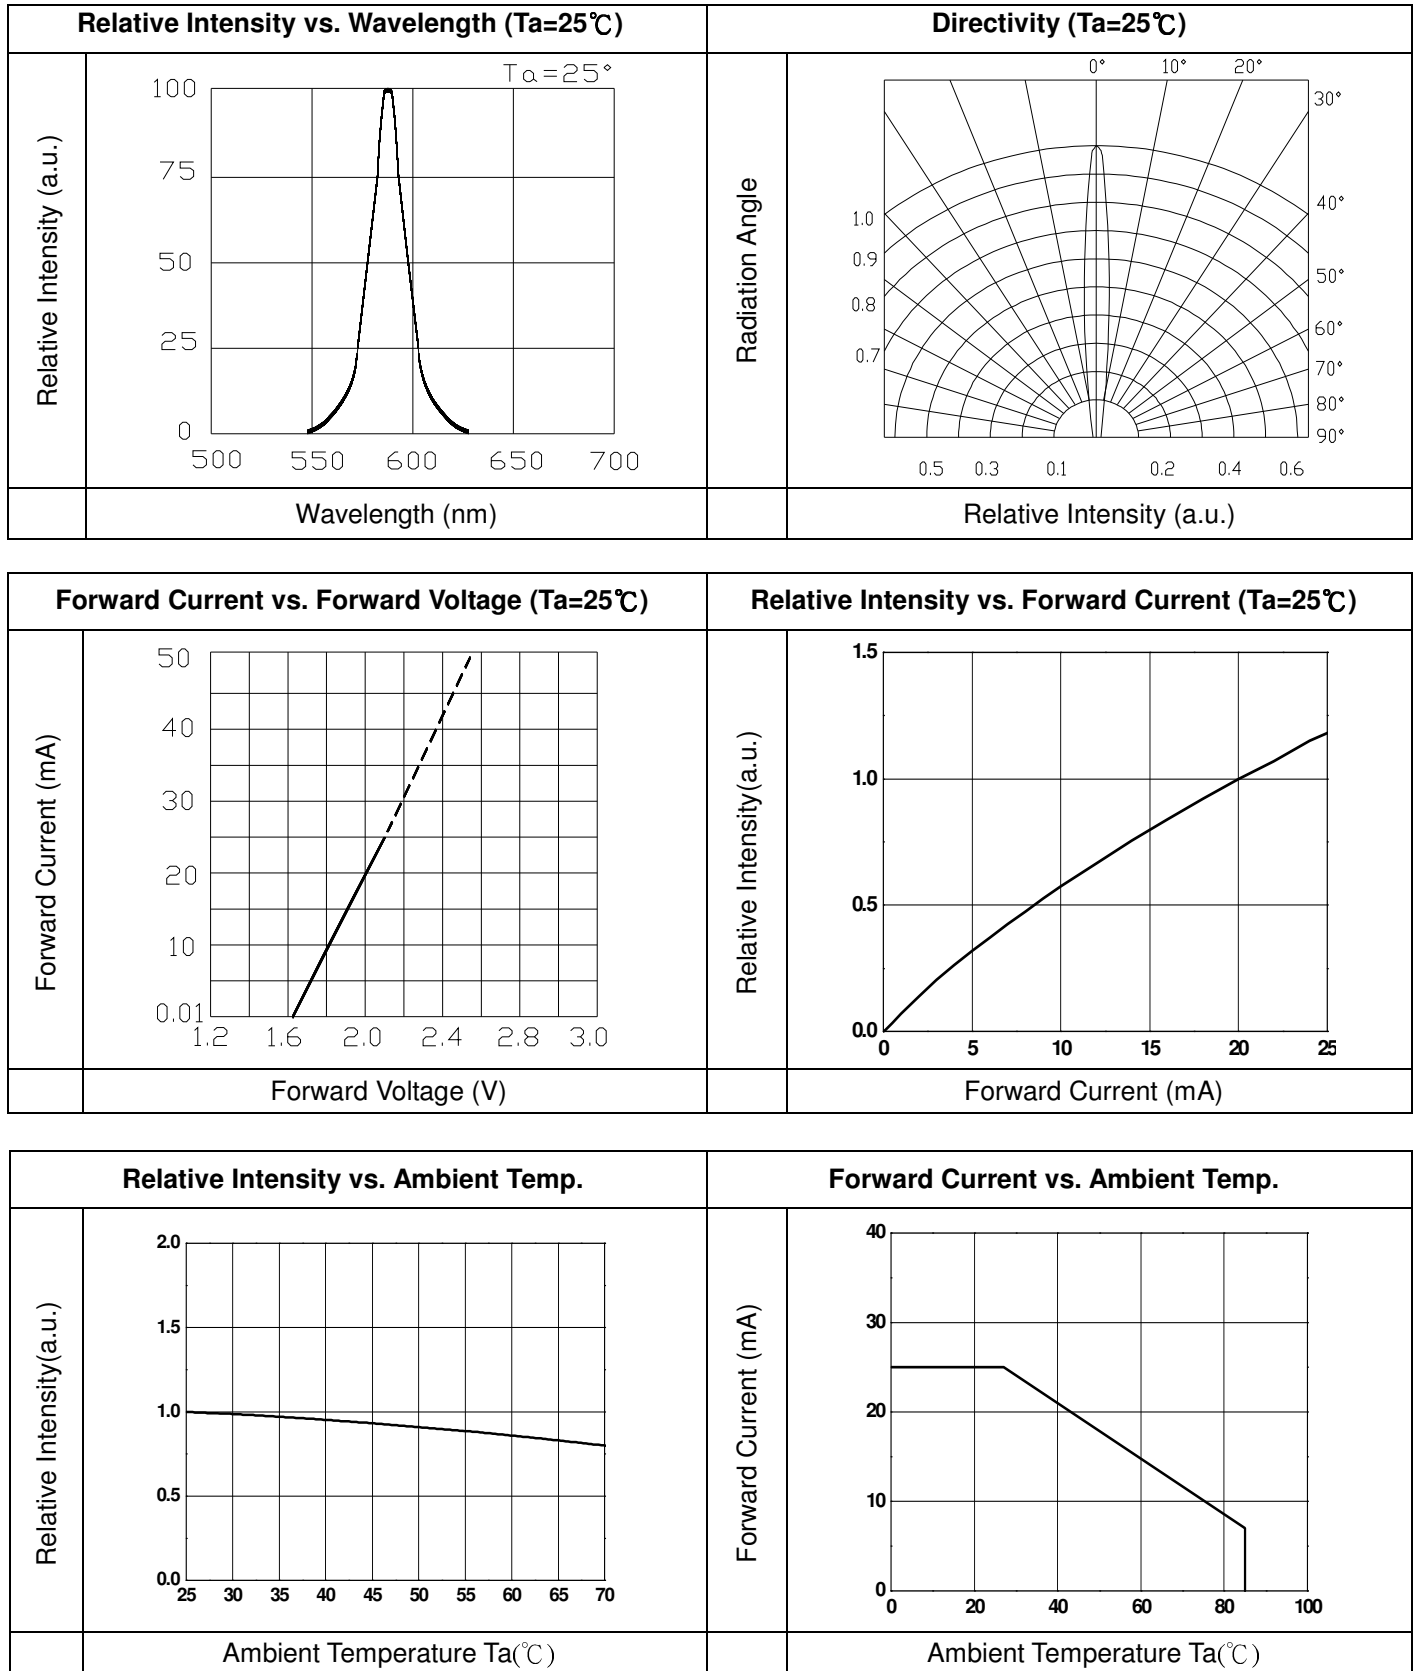 Relative Intensity vs. Wavelength (Ta=25℃)
Directivity (Ta=25℃)
Relative Intensity (a.u.)
Ta=25°
100
75
50
25
0
500 550 600 650 700
Wavelength (nm)
Radiation Angle
0° 10° 20°
30°
40°
50°
60°
70°
80°
90°
1.0
0.9
0.8
0.7
0.5 0.3 0.1 0.2 0.4 0.6
Relative Intensity (a.u.)
Forward Current vs. Forward Voltage (Ta=25℃)
Relative Intensity vs. Forward Current (Ta=25℃)
Forward Current (mA)
50
40
30
20
10
0.01
1.2 1.6 2.0 2.4 2.8 3.0
Forward Voltage (V)
Relative Intensity(a.u.)
1.5
1.0
0.5
0.0
0 5 10 15 20 25
Forward Current (mA)
Relative Intensity vs. Ambient Temp.
Forward Current vs. Ambient Temp.
Relative Intensity(a.u.)
2.0
1.5
1.0
0.5
0.0
25 30 35 40 45 50 55 60 65 70
Ambient Temperature Ta(℃)
Forward Current (mA)
40
30
20
10
0
0 20 40 60 80 100
Ambient Temperature Ta(℃)